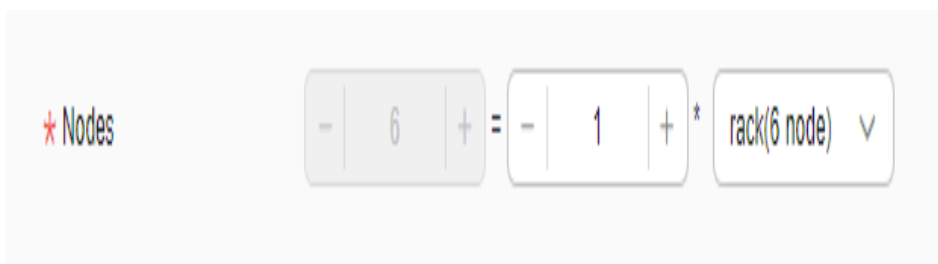 * Nodes - 6 + = - 1 + * rack(6 node)